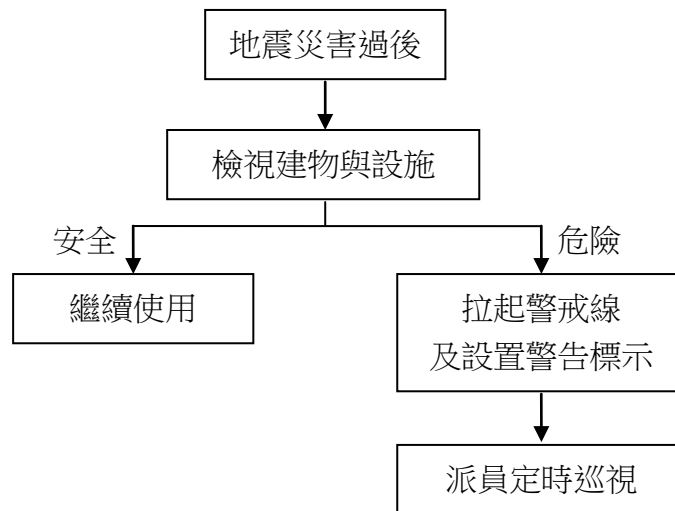 地震災害過後
檢視建物與設施
安全
危險
繼續使用
拉起警戒線
及設置警告標示
派員定時巡視